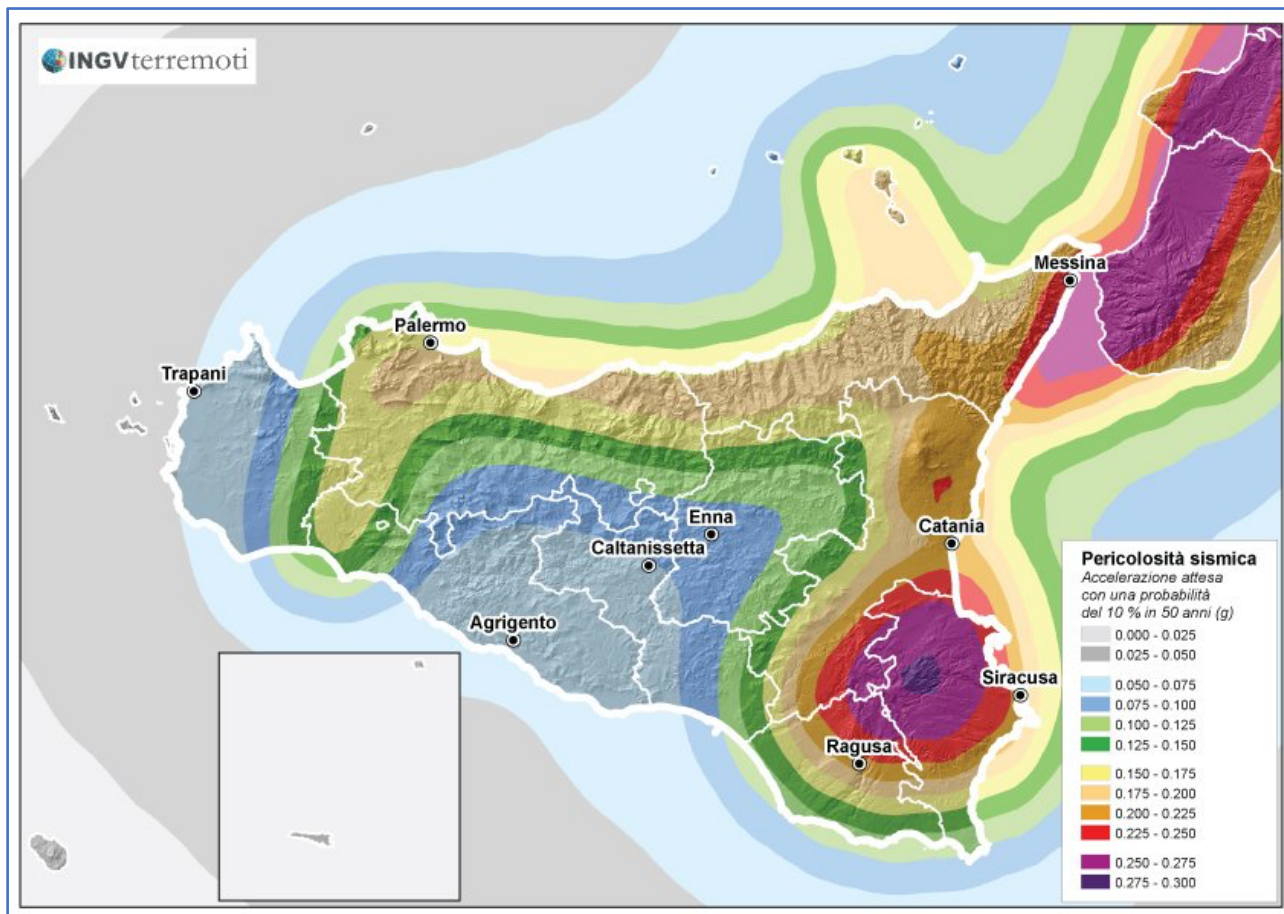 INGVterremoti
Messina
Palermo
Trapani
Catania
Enna
Caltanissetta
Agrigento
Siracusa
Ragusa
Pericolosità sismica
Accelerazione attesa
con una probabilità
del 10 % in 50 anni (g)
0.000 - 0.025
0.025 - 0.050
0.050 - 0.075
0.075 - 0.100
0.100 - 0.125
0.125 - 0.150
0.150 - 0.175
0.175 - 0.200
0.200 - 0.225
0.225 - 0.250
0.250 - 0.275
0.275 - 0.300